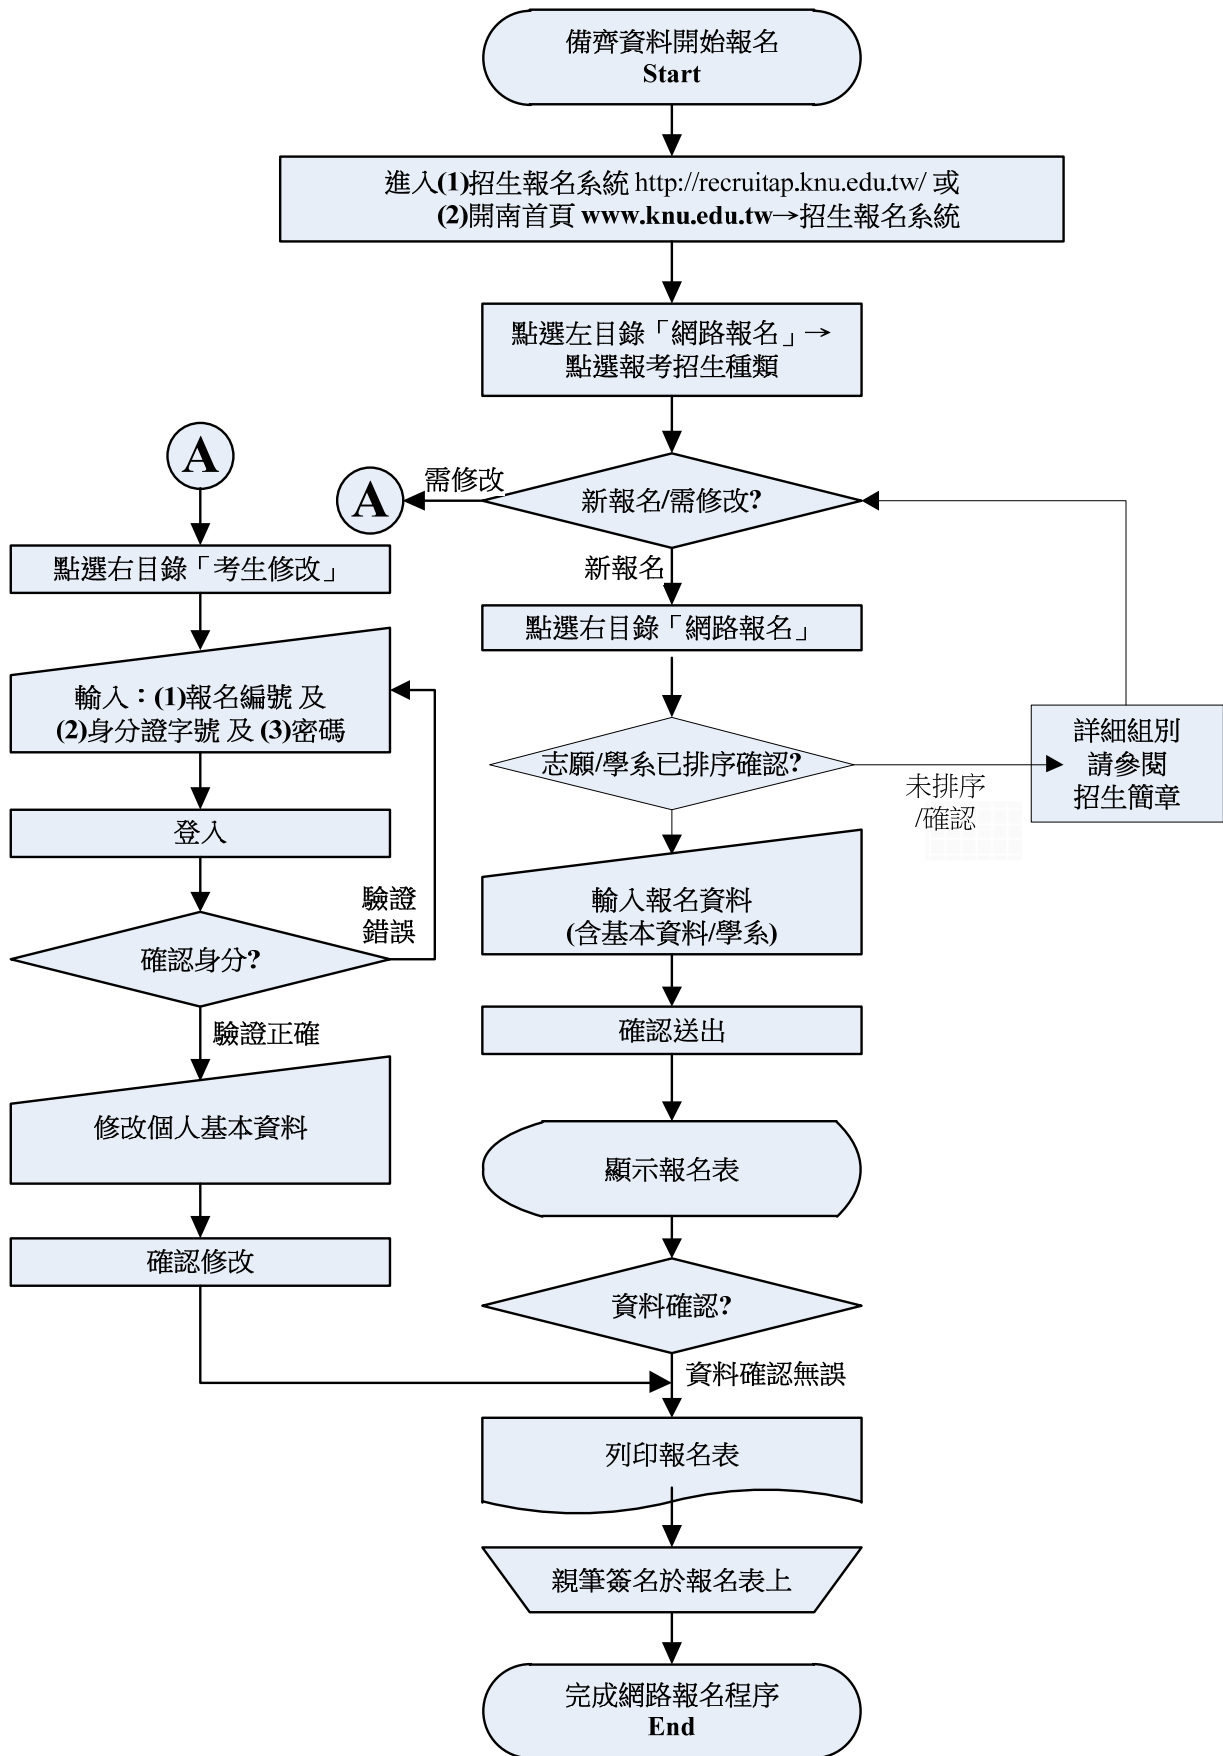 備齊資料開始報名
Start
進入(1)招生報名系統 http://recruitap.knu.edu.tw/ 或
(2)開南首頁 www.knu.edu.tw→招生報名系統
點選左目錄「網路報名」→
點選報考招生種類
新報名/需修改?
需修改
A
A
新報名
點選右目錄「考生修改」
點選右目錄「網路報名」
輸入：(1)報名編號 及
(2)身分證字號 及 (3)密碼
志願/學系已排序確認?
未排序
/確認
詳細組別
請參閱
招生簡章
登入
驗證
錯誤
輸入報名資料
(含基本資料/學系)
確認身分?
驗證正確
確認送出
修改個人基本資料
顯示報名表
確認修改
資料確認?
資料確認無誤
列印報名表
親筆簽名於報名表上
完成網路報名程序
End